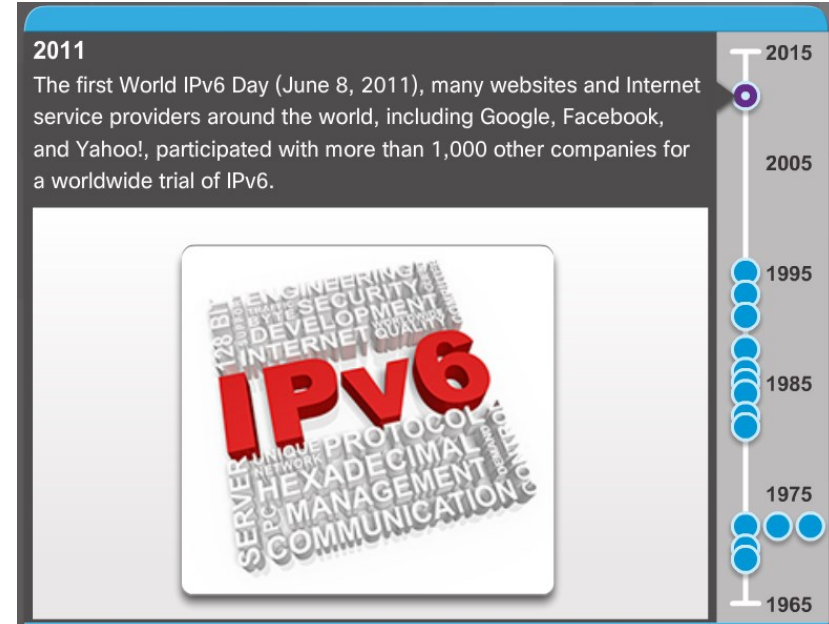 2011
The first World IPv6 Day (June 8, 2011), many websites and Internet
service providers around the world, including Google, Facebook,
and Yahoo!, participated with more than 1,000 other companies for
a worldwide trial of IPv6.
2015
2005
1995
1985
1975
1965
ENGINEERING
128 BIT
SECURITY
DEVELOPMENT
WORLDWIDE
INTERNET
QUALITY
IPv6
UNIQUE
NETWORK
PROTOCOL
SERVER
HEXADECIMAL
DEMAND
CONTROL
PC
MANAGEMENT
COMMUNICATION